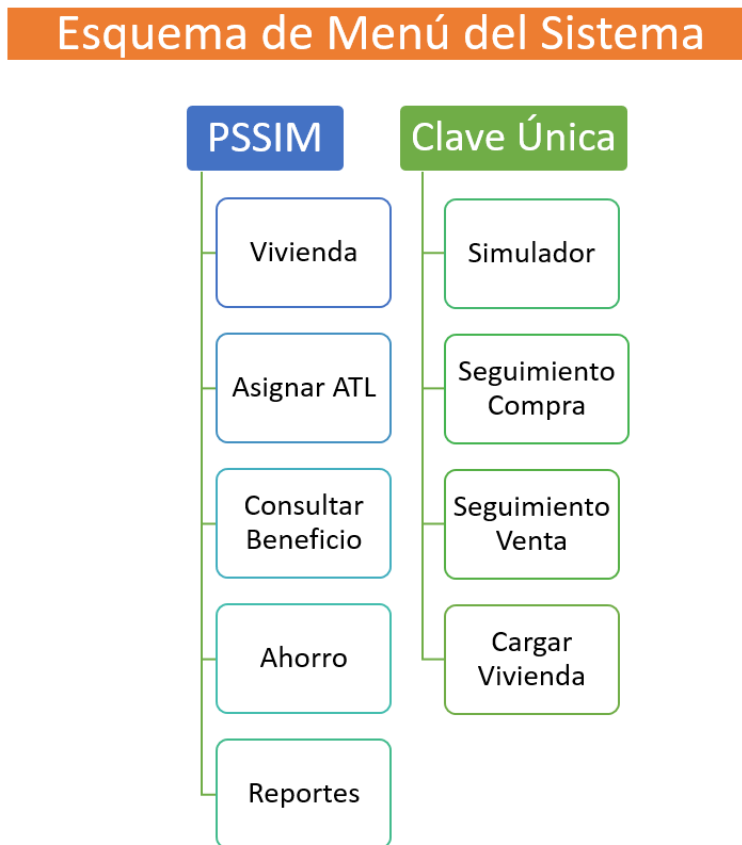 Esquema de Menú del Sistema
PSSIM
Vivienda
Asignar ATL
Consultar
Beneficio
Ahorro
Reportes
Clave Única
Simulador
Seguimiento
Compra
Seguimiento
Venta
Cargar
Vivienda